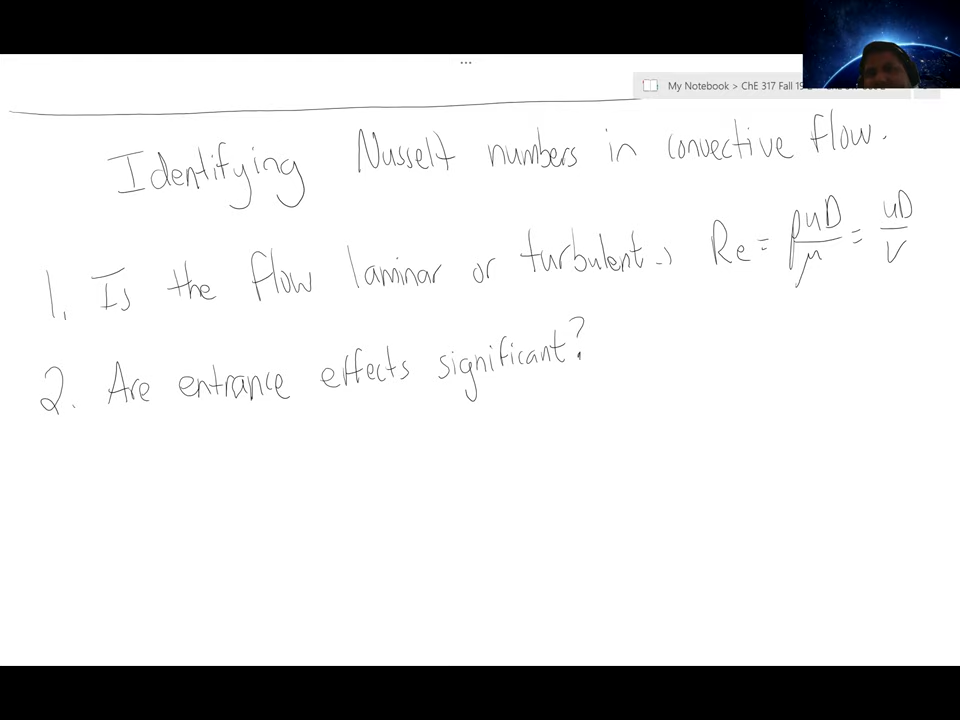 ...
My Notebook > ChE 317 Fall 19
Identifying Nusselt numbers in convective flow.
1. Is the flow laminar or turbulent → Re = ρuD/μ = uD/ν
2. Are entrance effects significant?